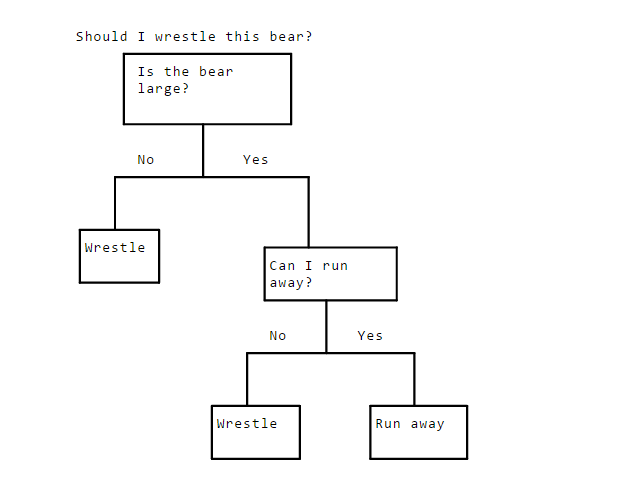 Should I wrestle this bear?
Is the bear
large?
No
Yes
Wrestle
Can I run
away?
No
Yes
Wrestle
Run away